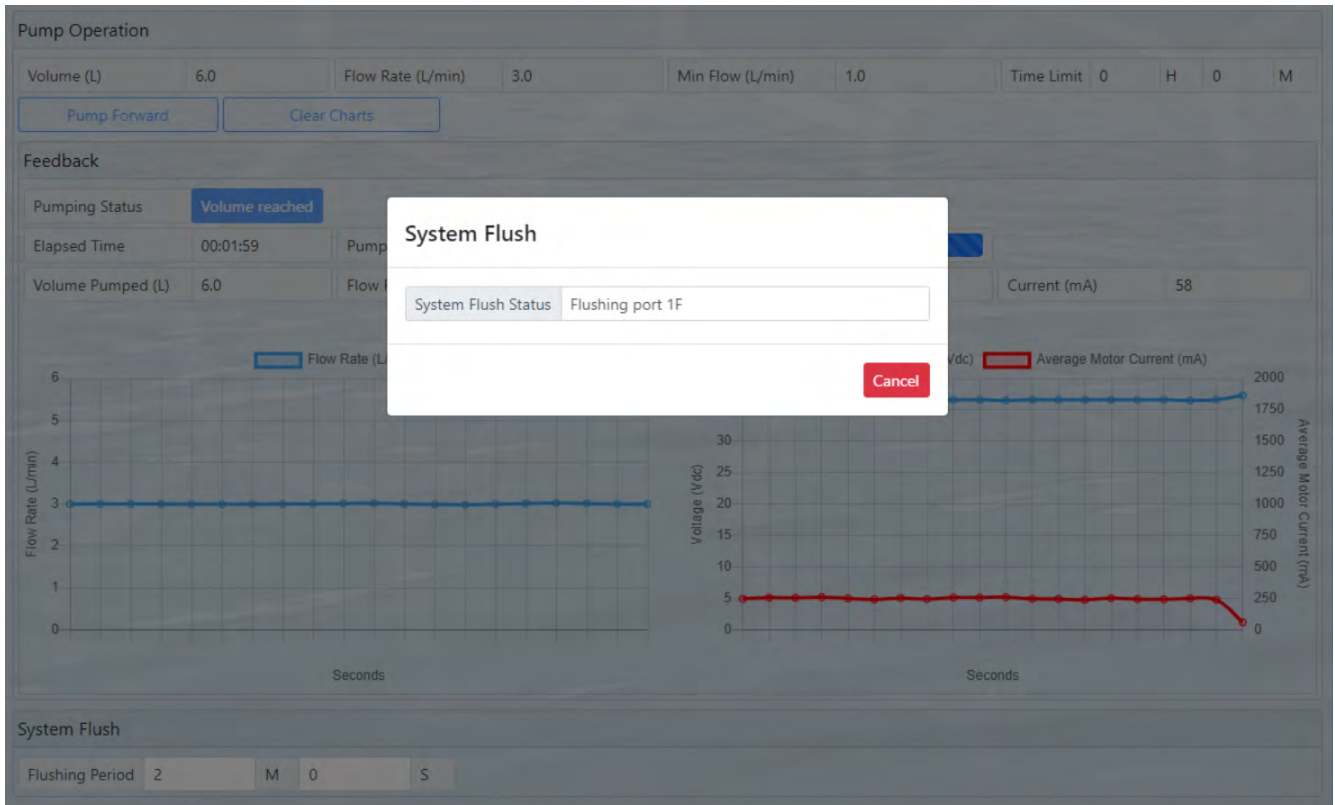 Pump Operation
Volume (L) 6.0 Flow Rate (L/min) 3.0 Min Flow (L/min) 1.0 Time Limit 0 H 0 M
Pump Forward Clear Charts
Feedback
Pumping Status Volume reached
Elapsed Time 00:01:59 Pump
Volume Pumped (L) 6.0 Flow Current (mA) 58
System Flush
System Flush Status Flushing port 1F
Cancel
Flow Rate (L/
Vdc) Average Motor Current (mA)
6
5
4
3
2
1
0
Flow Rate (L/min)
Seconds
30
25
20
15
10
5
0
Voltage (Vdc)
2000
1750
1500
1250
1000
750
500
250
0
Average Motor Current (mA)
Seconds
System Flush
Flushing Period 2 M 0 S